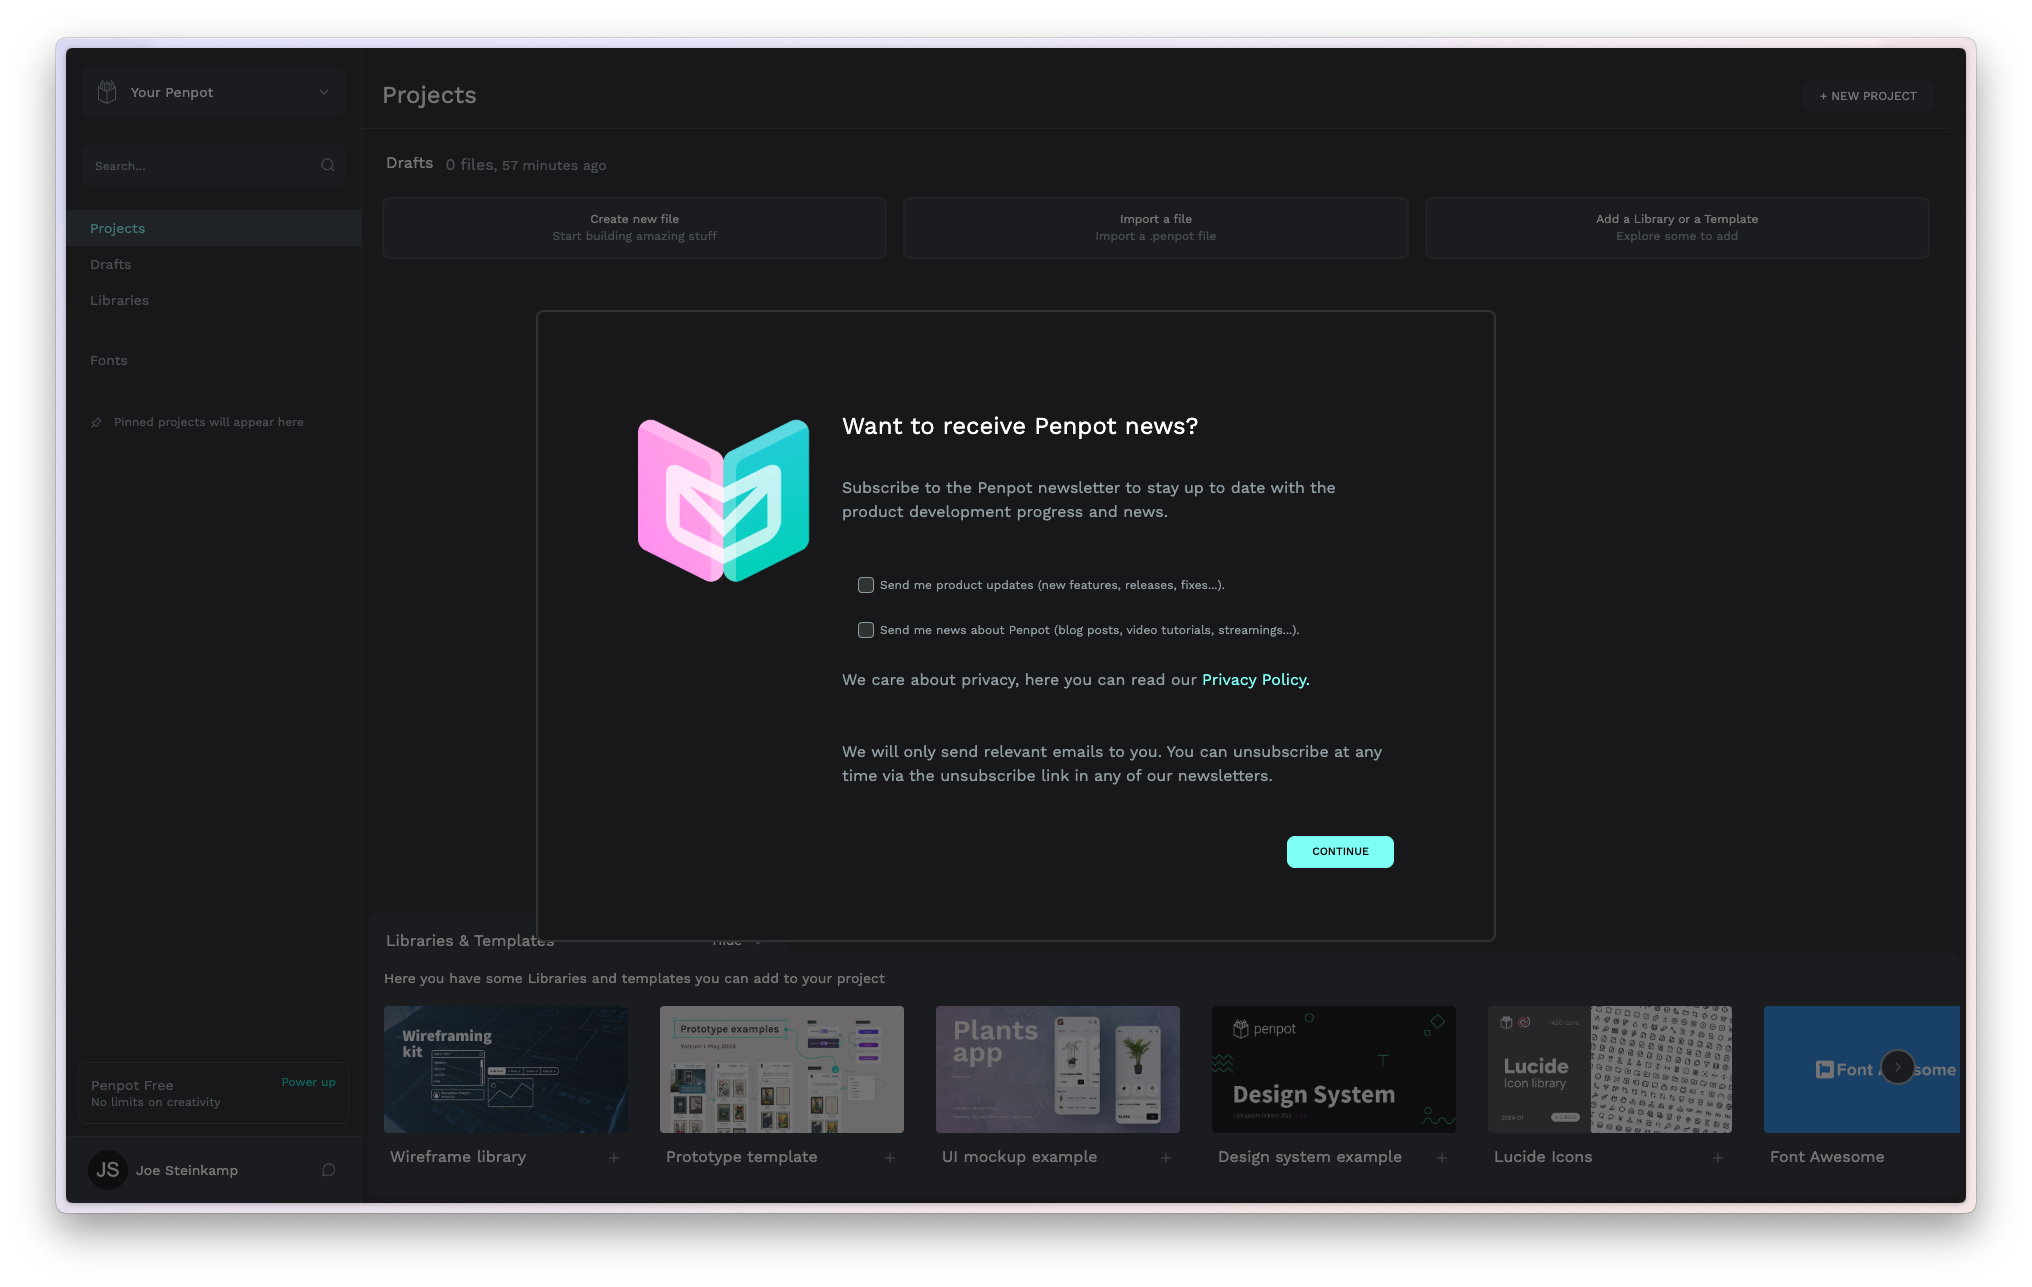 Your Penpot
Search...
Projects
Drafts
Libraries
Fonts
Pinned projects will appear here
Penpot Free
Power up
No limits on creativity
JS
Joe Steinkamp
Projects
+ NEW PROJECT
Drafts 0 files, 57 minutes ago
Create new file
Start building amazing stuff
Import a file
Import a .penpot file
Add a Library or a Template
Explore some to add
Want to receive Penpot news?
Subscribe to the Penpot newsletter to stay up to date with the
product development progress and news.
Send me product updates (new features, releases, fixes...).
Send me news about Penpot (blog posts, video tutorials, streamings...).
We care about privacy, here you can read our Privacy Policy.
We will only send relevant emails to you. You can unsubscribe at any
time via the unsubscribe link in any of our newsletters.
CONTINUE
Libraries & Templates
Hide
Here you have some Libraries and templates you can add to your project
Wireframing
kit
Prototype examples
Version 1. May 2024
Plants
app
penpot
Design System
Lucide
Icon library
2024-01
Font
some
Wireframe library
Prototype template
UI mockup example
Design system example
Lucide Icons
Font Awesome